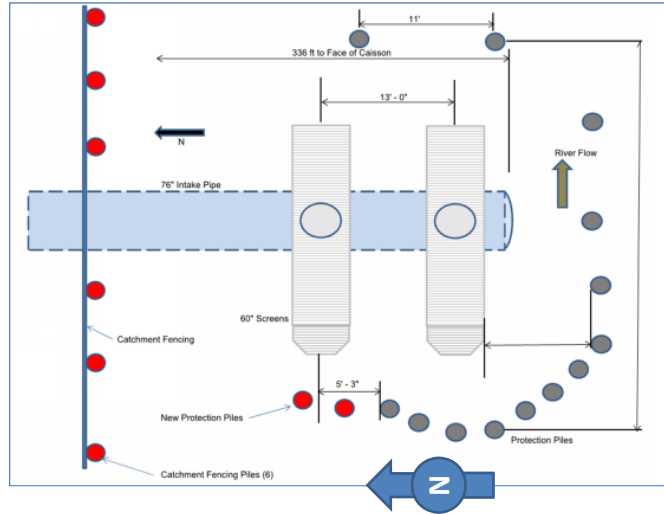 11'
336 ft to Face of Caisson
13' - 0"
N
River Flow
76" Intake Pipe
60" Screens
Catchment Fencing
5' - 3"
New Protection Piles
Protection Piles
Catchment Fencing Piles (6)
N